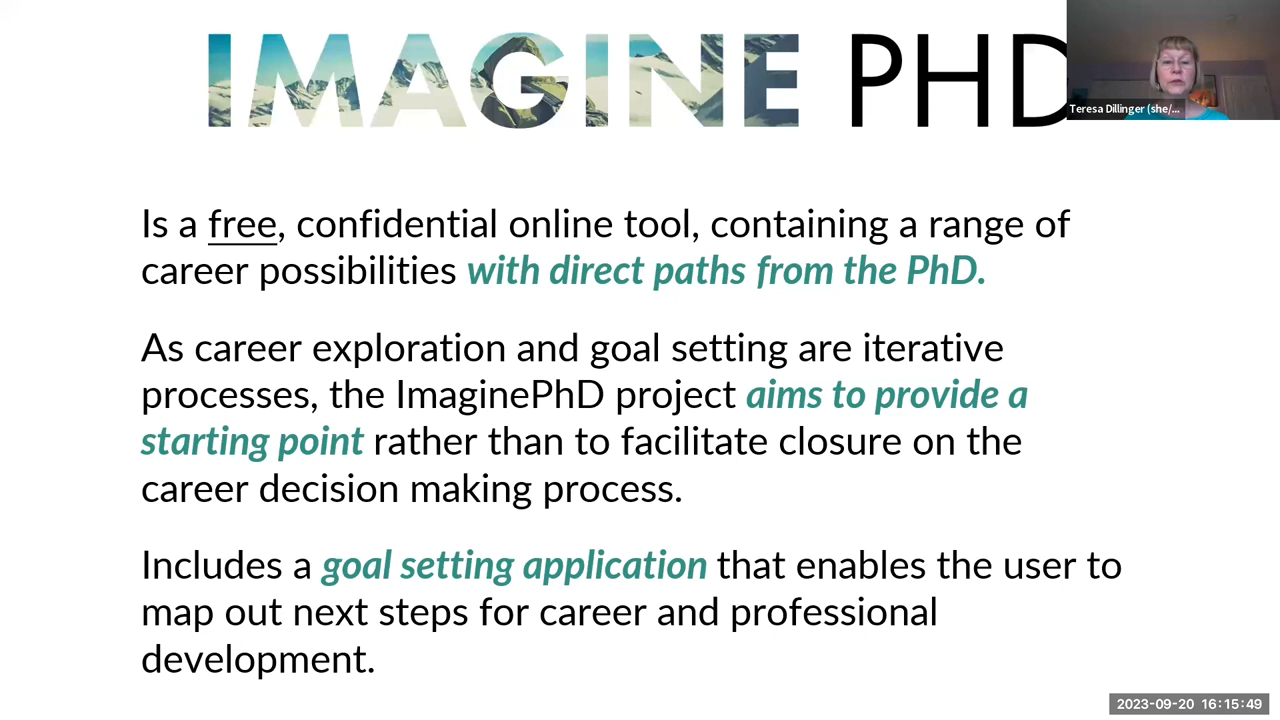 IMAGINE PHD
Teresa Dillinger (she/...
Is a free, confidential online tool, containing a range of
career possibilities with direct paths from the PhD.
As career exploration and goal setting are iterative
processes, the ImaginePhD project aims to provide a
starting point rather than to facilitate closure on the
career decision making process.
Includes a goal setting application that enables the user to
map out next steps for career and professional
development.
2023-09-20 16:15:49